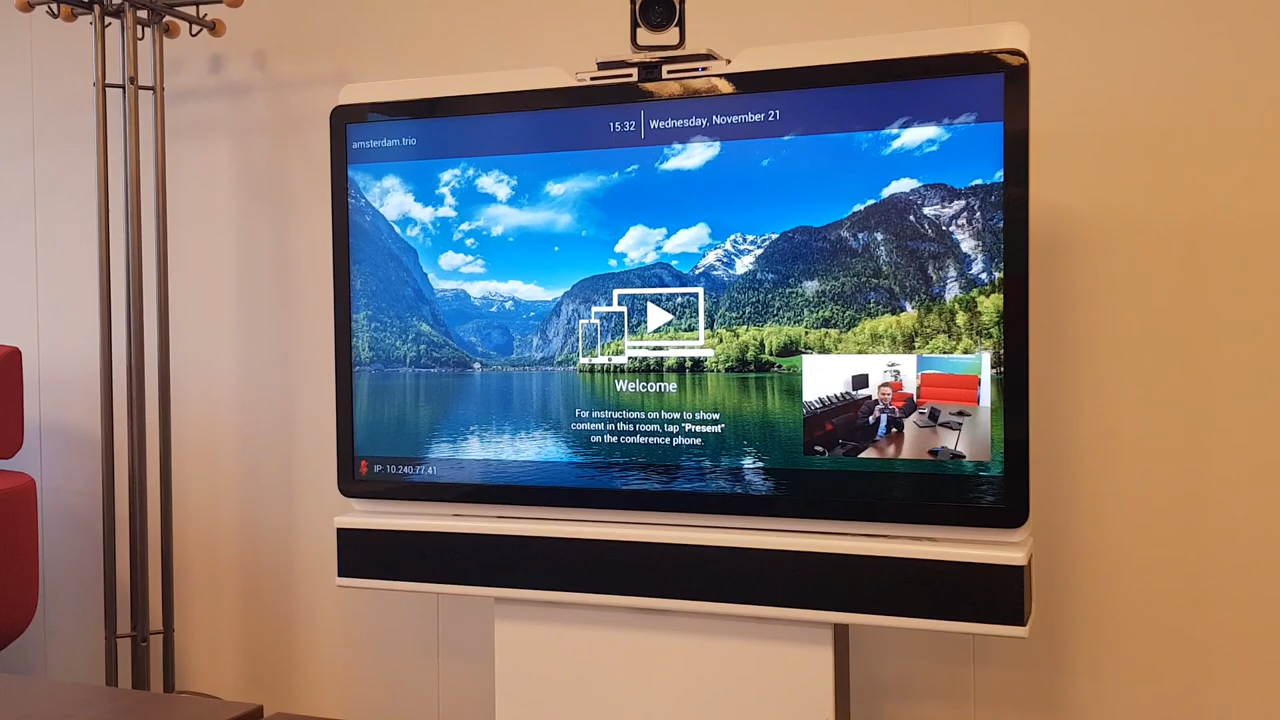 15:32 Wednesday, November 21
amsterdam.trio
Welcome
For instructions on how to show
content in this room, tap "Present"
on the conference phone.
IP: 10.240.77.41